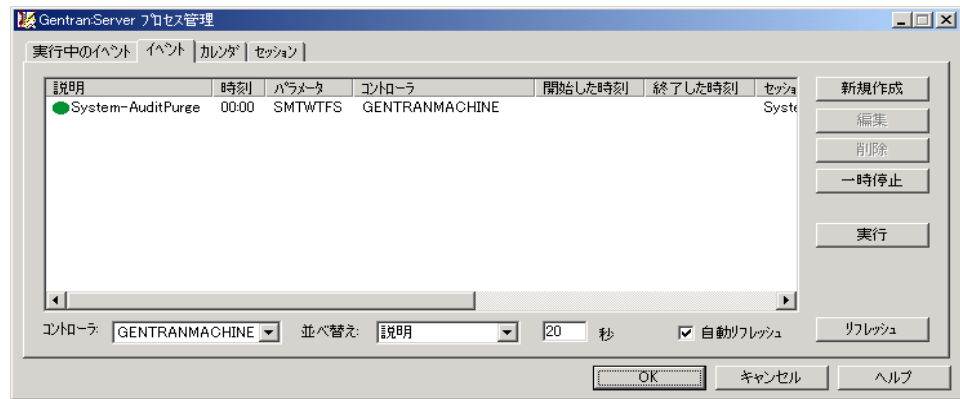 Gentran:Server プロセス管理
実行中のイベント イベント カレンダ セッション
説明 時刻 パラメータ コントローラ 開始した時刻 終了した時刻 セッショ
System-AuditPurge 00:00 SMTWTFS GENTRANMACHINE Syste
新規作成
編集
削除
一時停止
実行
コントローラ: GENTRANMACHINE 並べ替え: 説明 20 秒 自動リフレッシュ リフレッシュ
OK キャンセル ヘルプ